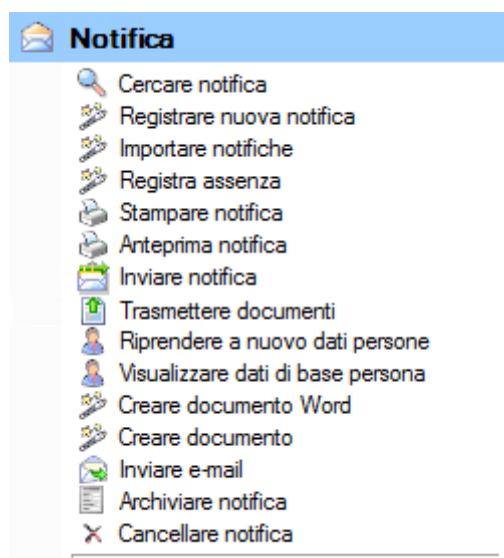 Notifica
Cercare notifica
Registrare nuova notifica
Importare notifiche
Registra assenza
Stampare notifica
Anteprima notifica
Inviare notifica
Trasmettere documenti
Riprendere a nuovo dati persone
Visualizzare dati di base persona
Creare documento Word
Creare documento
Inviare e-mail
Archiviare notifica
Cancellare notifica